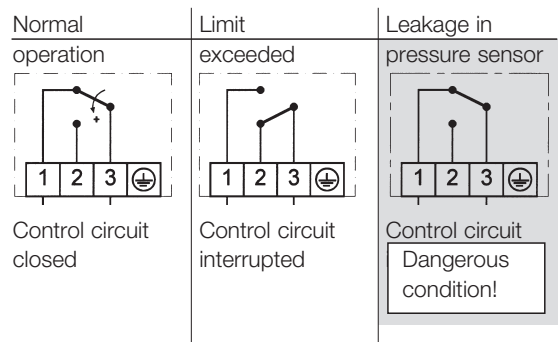 Normal
operation
+
1 2 3
Control circuit
closed
Limit
exceeded
1 2 3
Control circuit
interrupted
Leakage in
pressure sensor
1 2 3
Control circuit
Dangerous
condition!